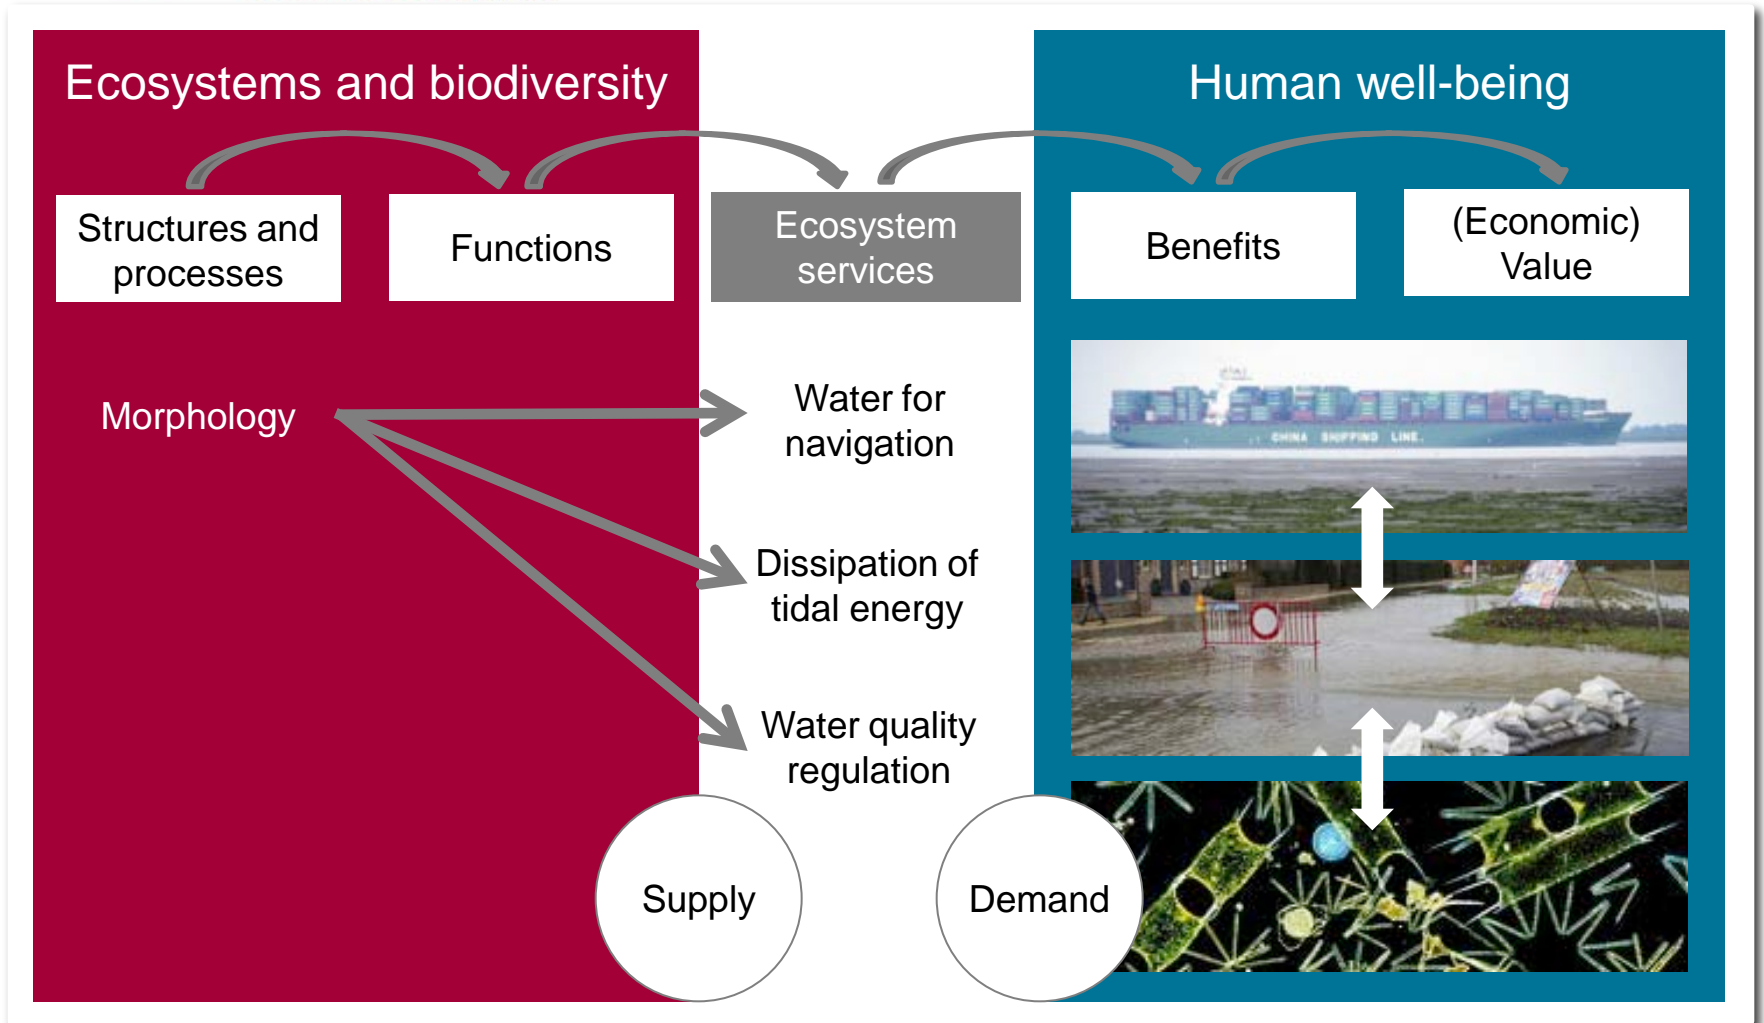 Ecosystems and biodiversity
Human well-being
Structures and
processes
Functions
Ecosystem
services
Benefits
(Economic)
Value
Morphology
Water for
navigation
Dissipation of
tidal energy
Water quality
regulation
Supply
Demand
CHINA SHIPPING LINE.